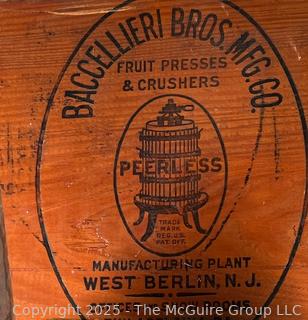 BACCELLIERI BROS. MFG. CO.
FRUIT PRESSES
& CRUSHERS
PEERLESS
TRADE
MARK
REG. U.S.
PAT. OFF.
MANUFACTURING PLANT
WEST BERLIN, N. J.
© Copyright 2025 - The McGuire Group